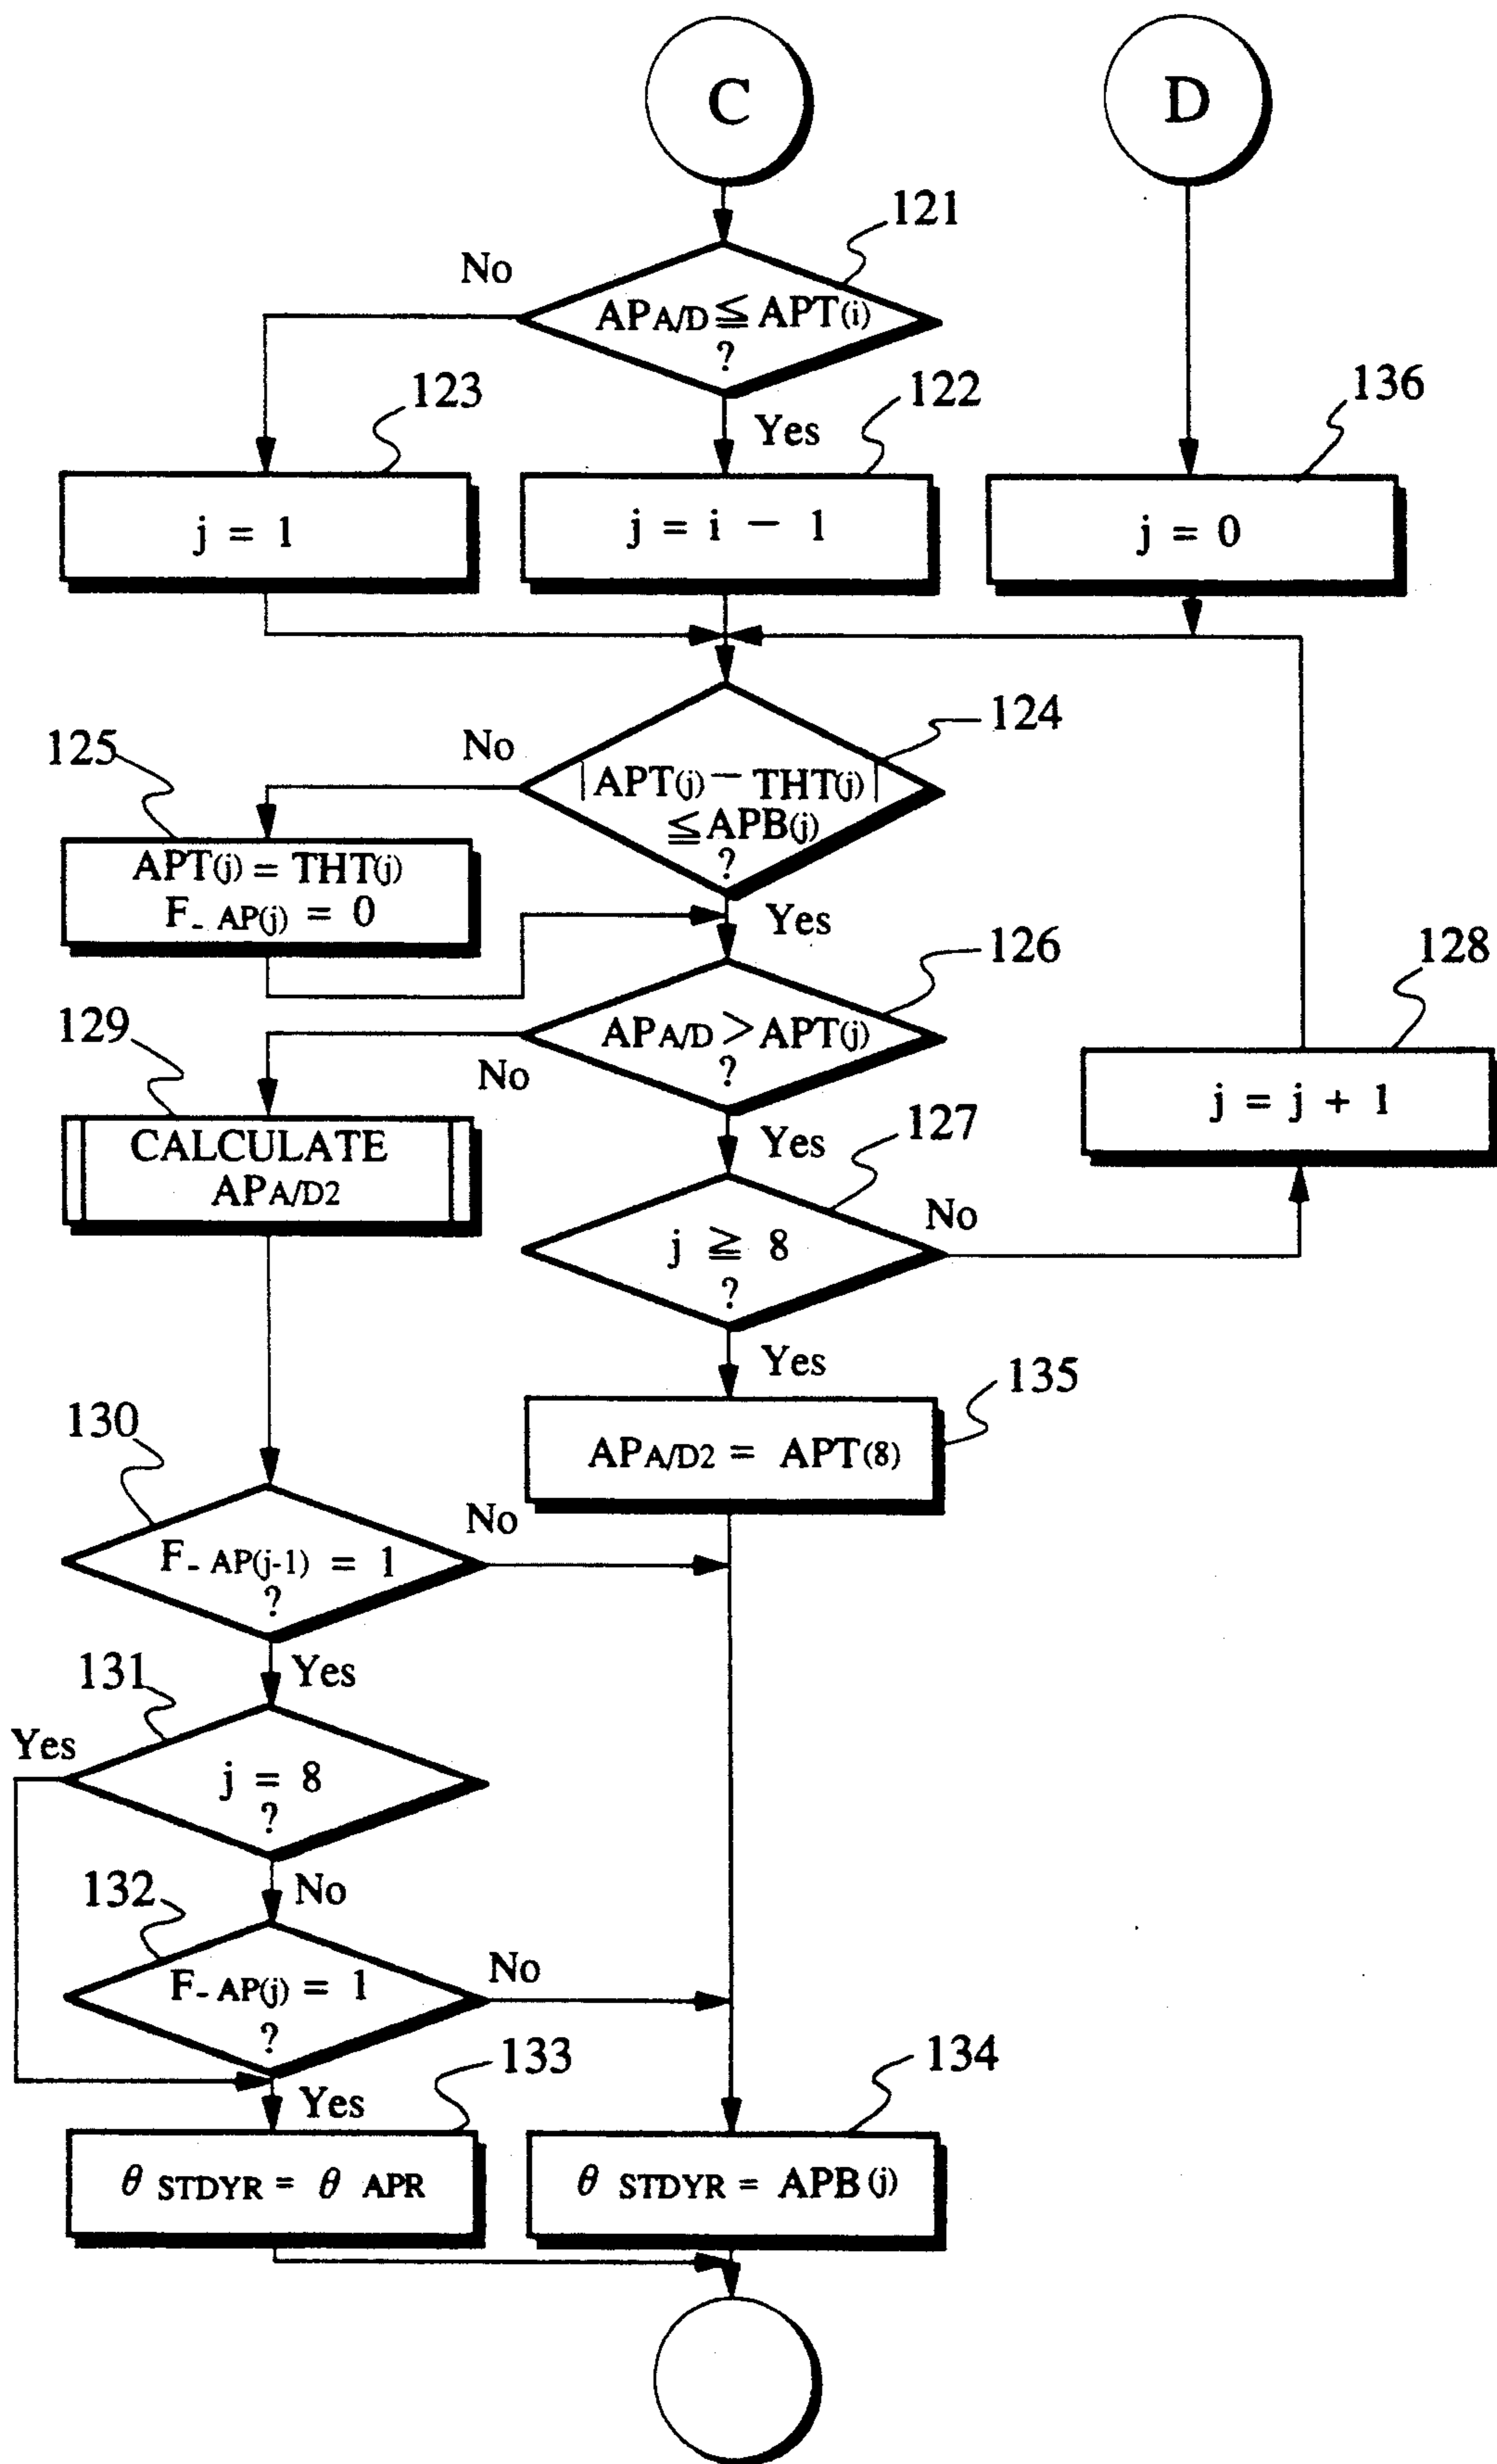 C
D
121
No
APA/D ≦ APT(i)
?
123
122
136
Yes
j = 1
j = i - 1
j = 0
124
No
125
|APT(j) - THT(j)|
≦ APB(j)
?
APT(j) = THT(j)
F- AP(j) = 0
Yes
126
128
129
APA/D > APT(j)
?
No
j = j + 1
127
Yes
CALCULATE
APA/D2
No
j ≧ 8
?
Yes
135
130
APA/D2 = APT(8)
No
F- AP(j-1) = 1
?
131
Yes
Yes
j = 8
?
132
No
No
F- AP(j) = 1
?
133
134
Yes
θ STDYR = θ APR
θ STDYR = APB(j)